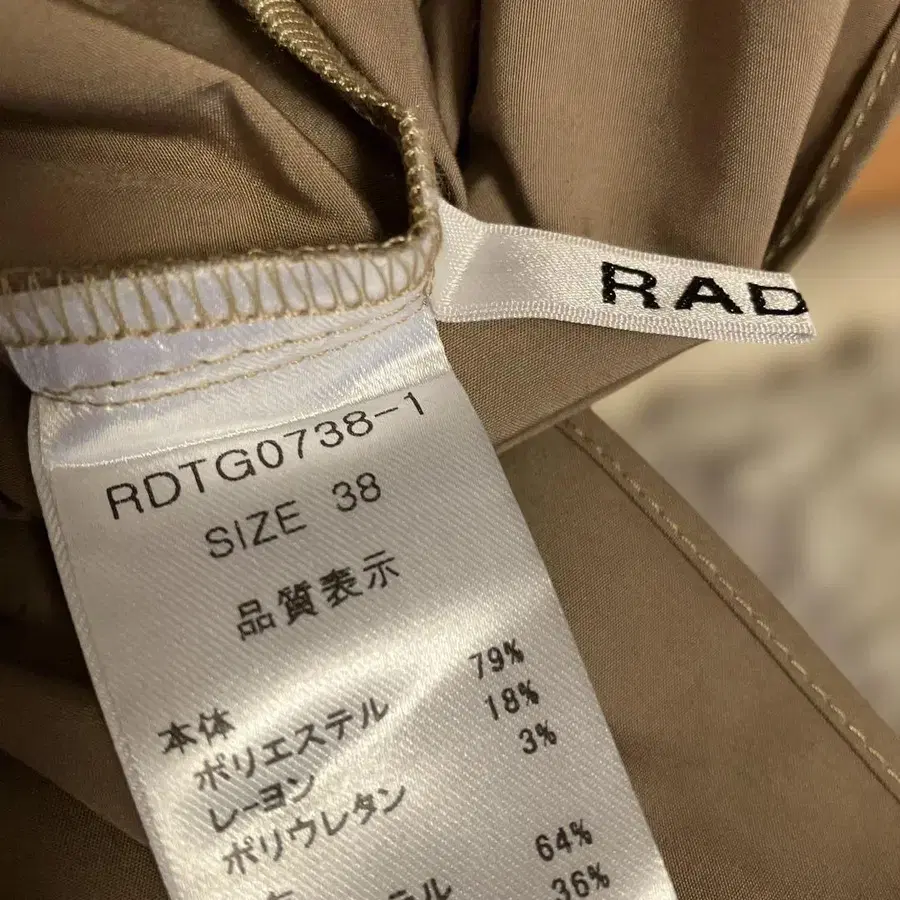 RAD
RDTG0738-1
SIZE 38
品質表示
本体
ポリエステル 79%
レーヨン 18%
ポリウレタン 3%
64%
36%